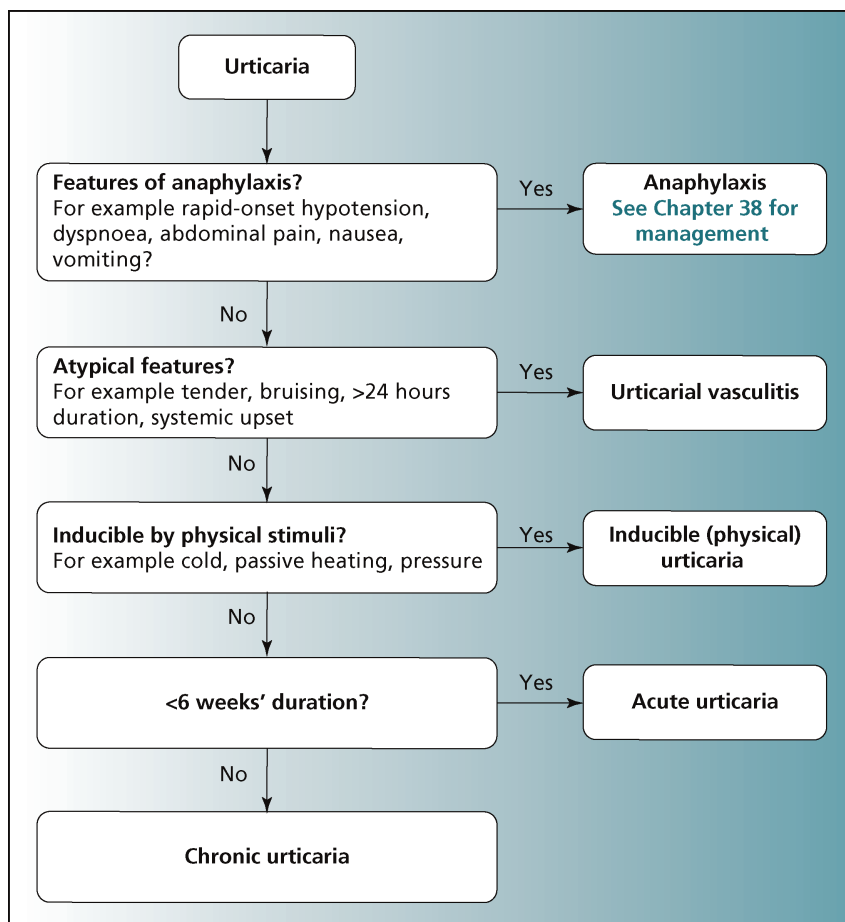 Urticaria
Features of anaphylaxis?
For example rapid-onset hypotension,
dyspnoea, abdominal pain, nausea,
vomiting?
Yes
Anaphylaxis
See Chapter 38 for
management
No
Atypical features?
For example tender, bruising, >24 hours
duration, systemic upset
Yes
Urticarial vasculitis
No
Inducible by physical stimuli?
For example cold, passive heating, pressure
Yes
Inducible (physical)
urticaria
No
<6 weeks’ duration?
Yes
Acute urticaria
No
Chronic urticaria